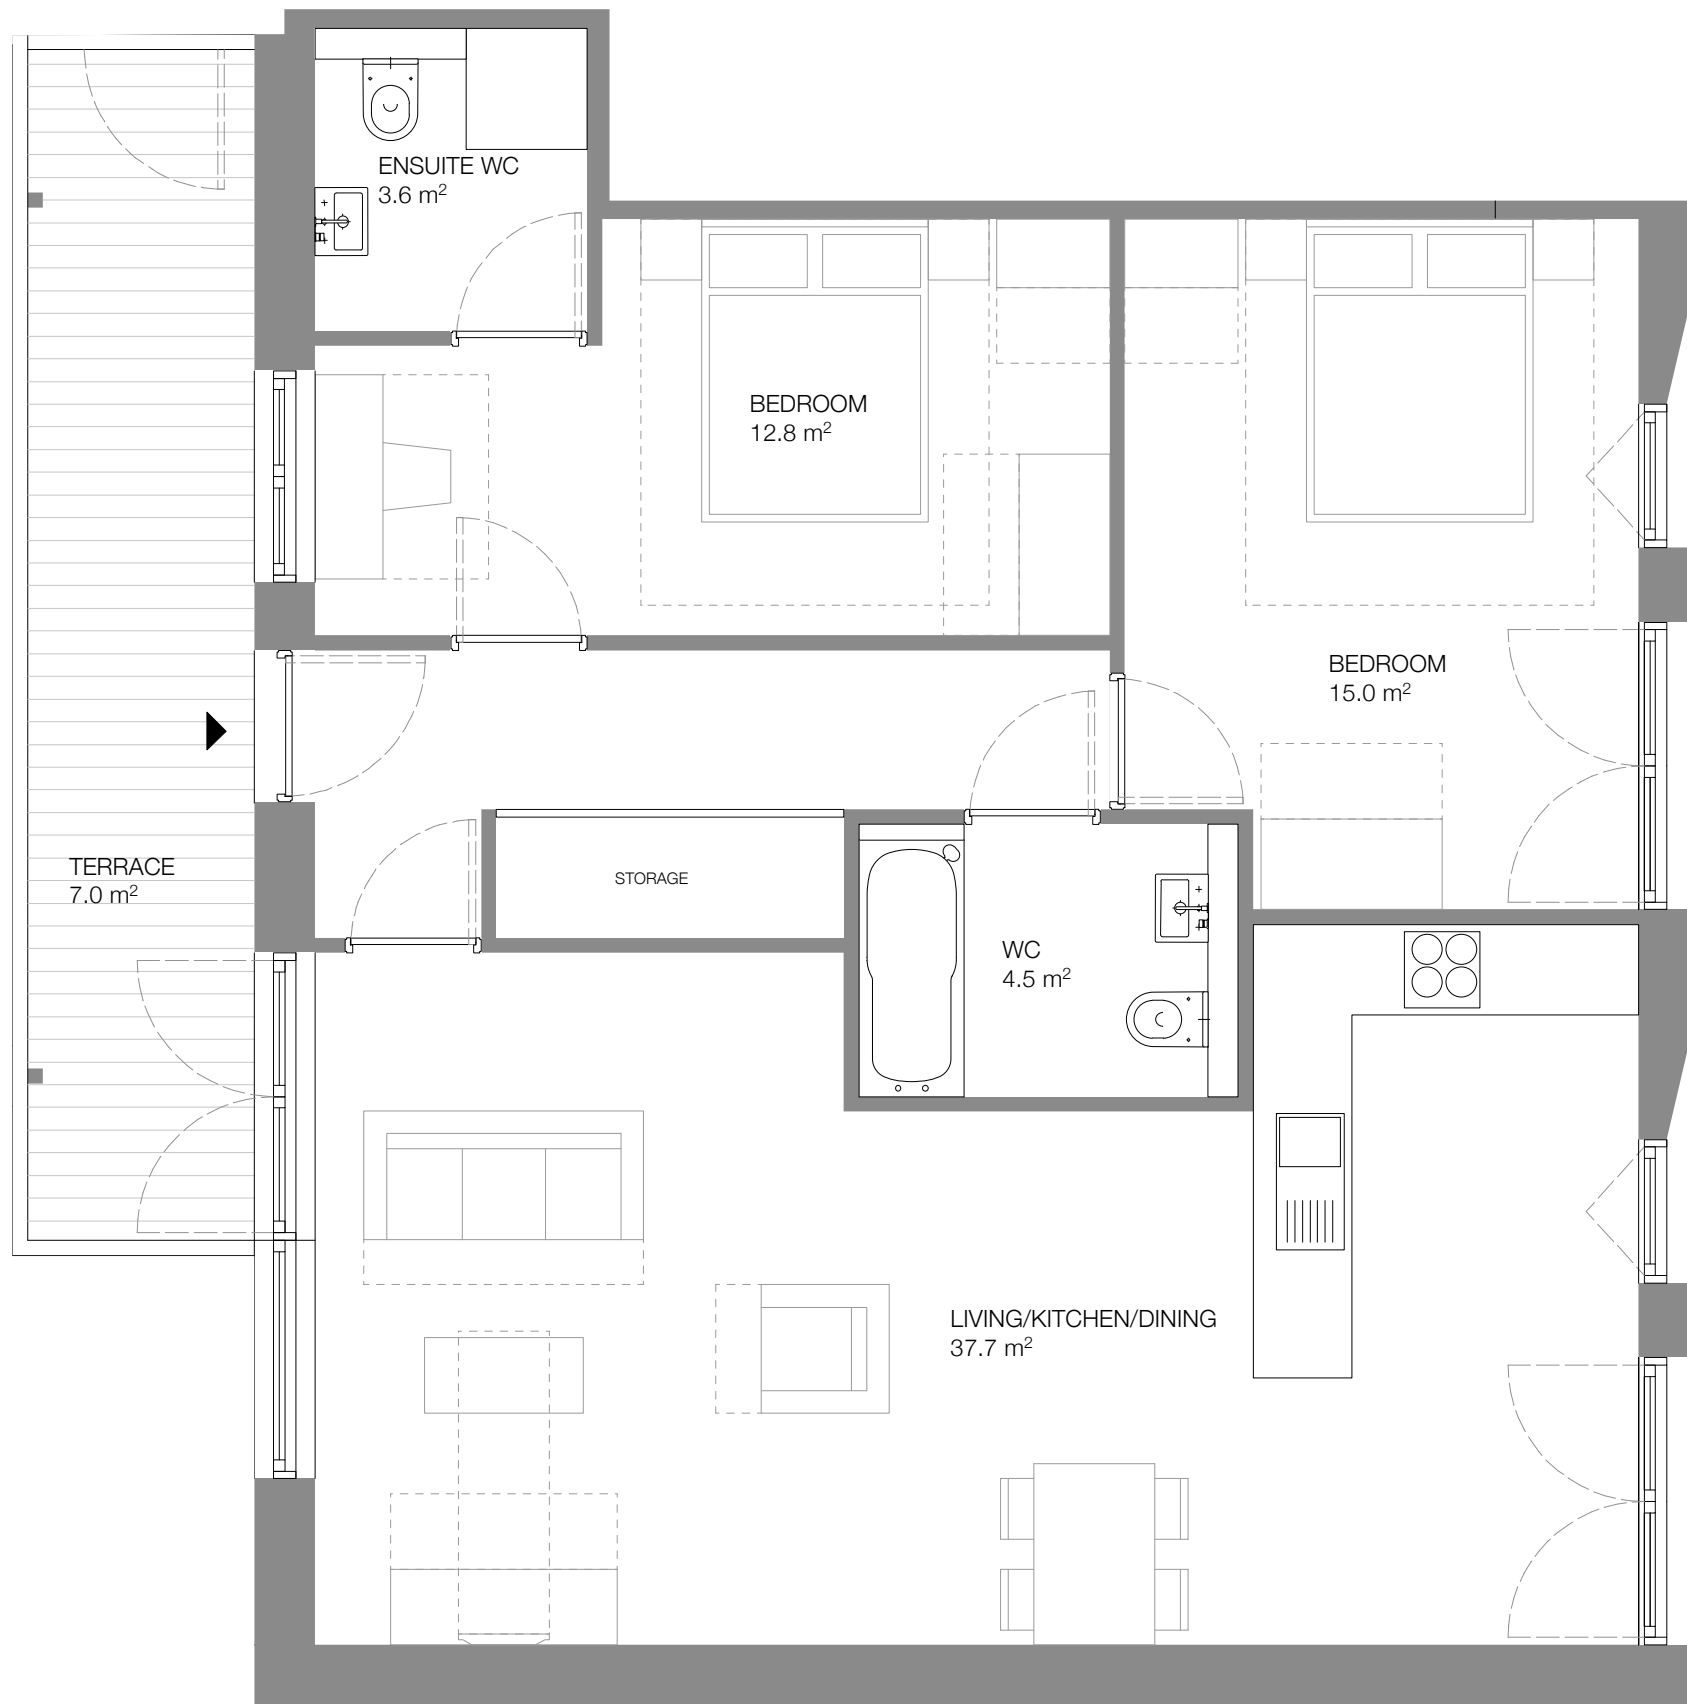 ENSUITE WC
3.6 m²
BEDROOM
12.8 m²
BEDROOM
15.0 m²
TERRACE
7.0 m²
STORAGE
WC
4.5 m²
LIVING/KITCHEN/DINING
37.7 m²